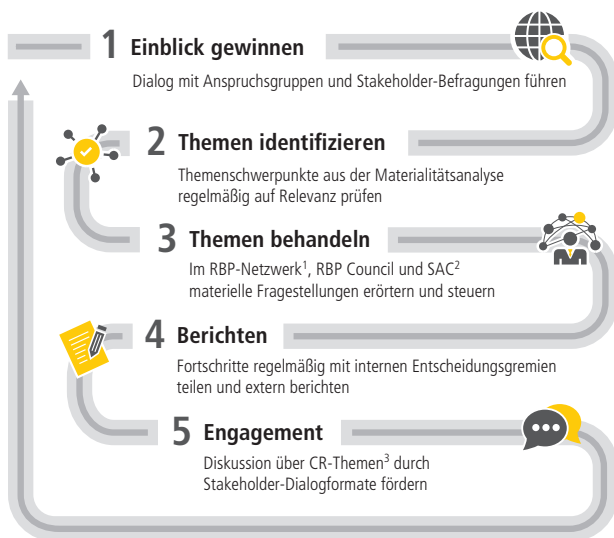 1 Einblick gewinnen
Dialog mit Anspruchsgruppen und Stakeholder-Befragungen führen
2 Themen identifizieren
Themenschwerpunkte aus der Materialitätsanalyse
regelmäßig auf Relevanz prüfen
3 Themen behandeln
Im RBP-Netzwerk¹, RBP Council und SAC²
materielle Fragestellungen erörtern und steuern
4 Berichten
Fortschritte regelmäßig mit internen Entscheidungsgremien
teilen und extern berichten
5 Engagement
Diskussion über CR-Themen³ durch
Stakeholder-Dialogformate fördern